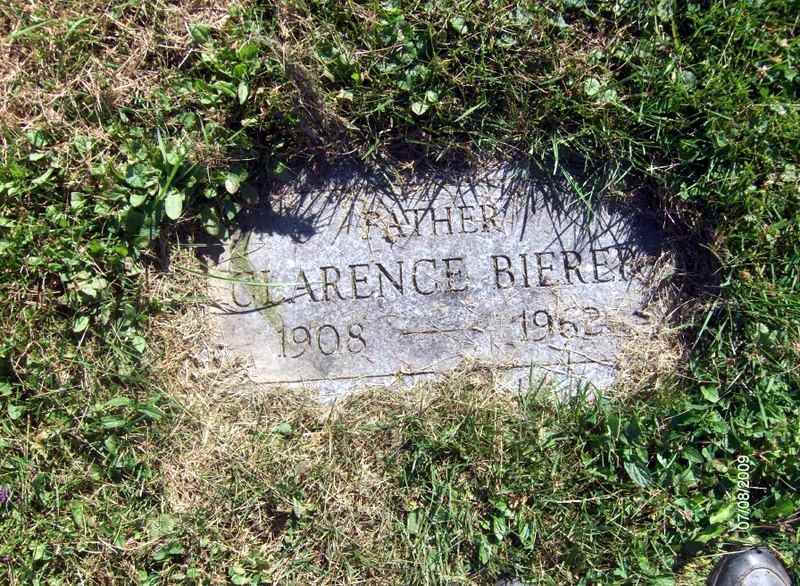 FATHER
CLARENCE
1908 — 1962
07/08/2009